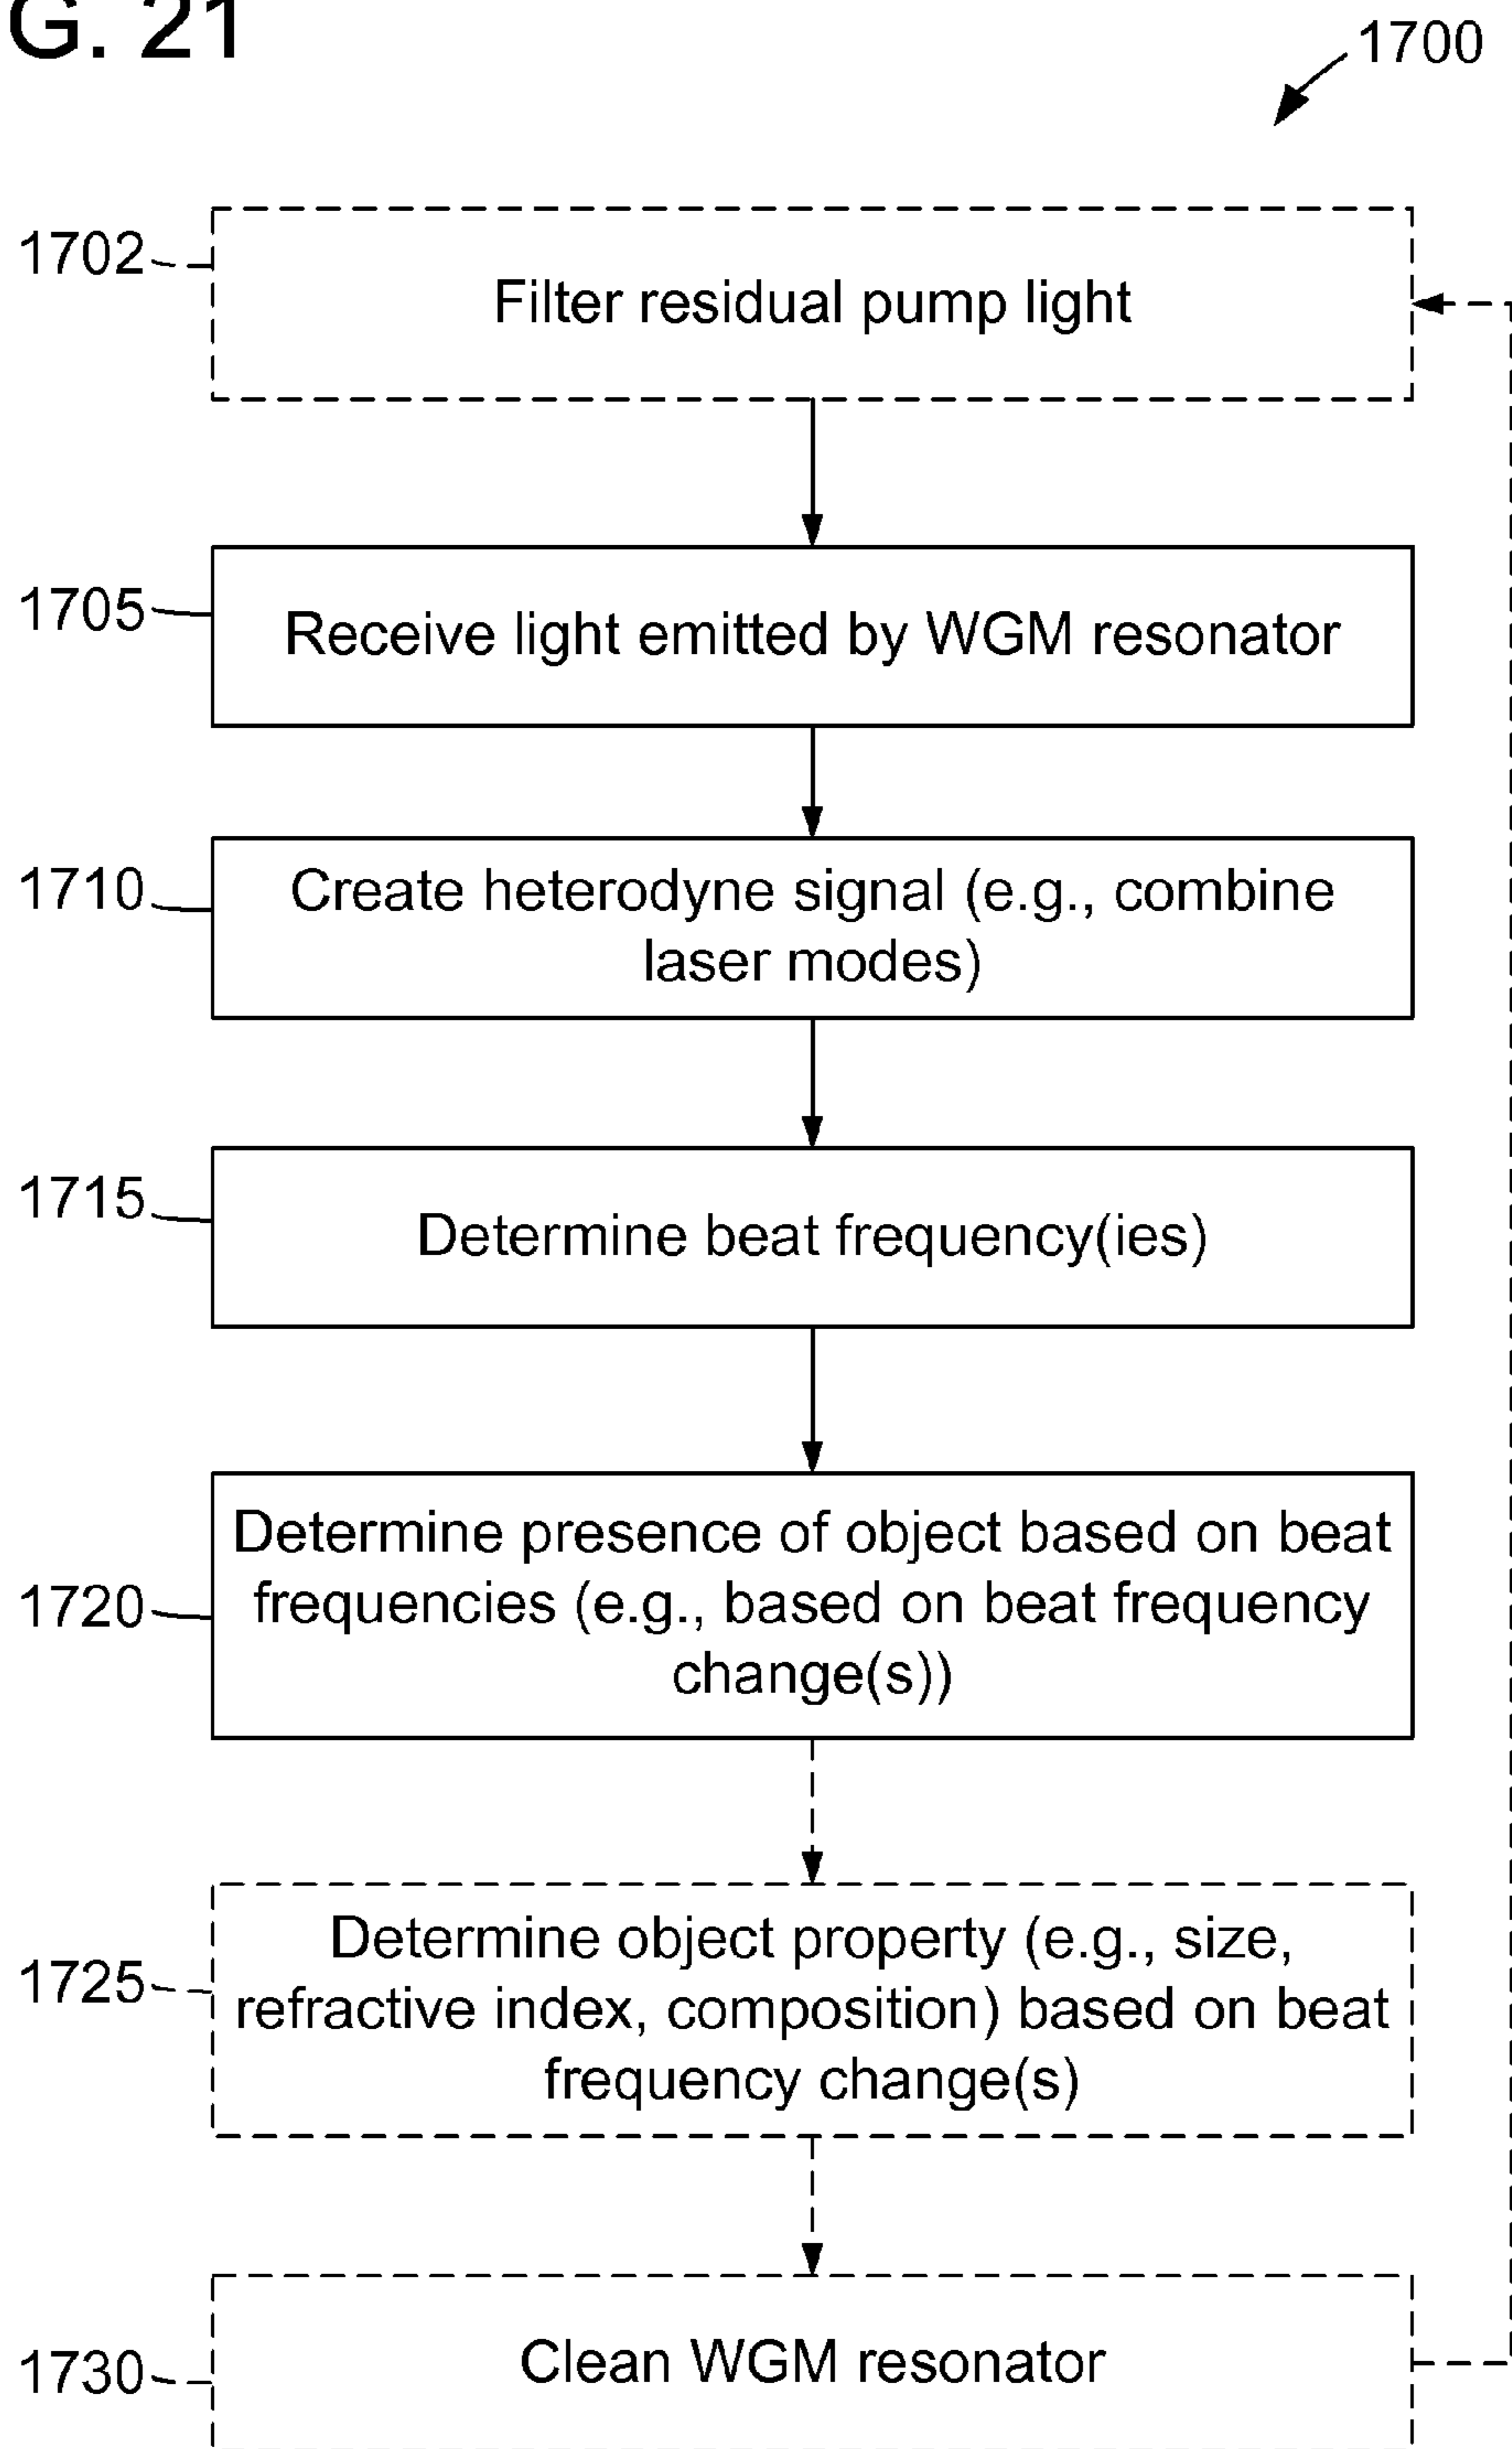 G. 21
1700
1702
Filter residual pump light
1705
Receive light emitted by WGM resonator
1710
Create heterodyne signal (e.g., combine
laser modes)
1715
Determine beat frequency(ies)
1720
Determine presence of object based on beat
frequencies (e.g., based on beat frequency
change(s))
1725
Determine object property (e.g., size,
refractive index, composition) based on beat
frequency change(s)
1730
Clean WGM resonator